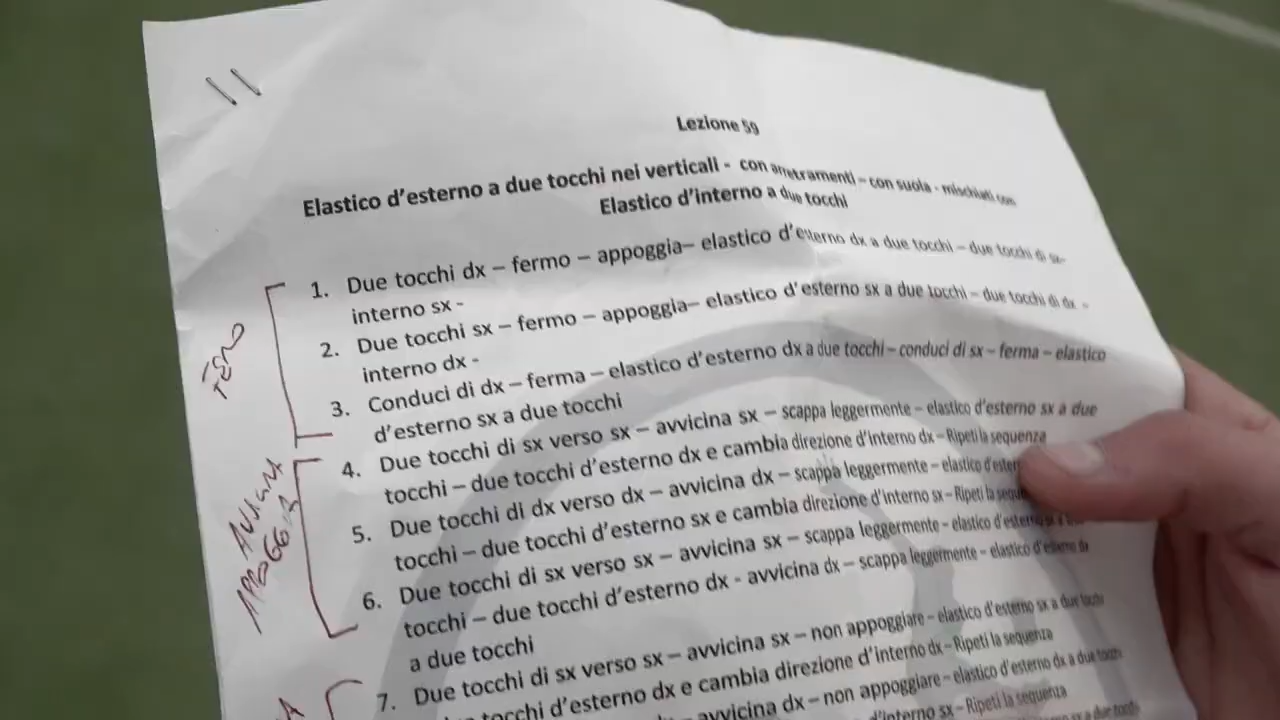 11
Lezione 59
Elastico d'esterno a due tocchi nei verticali - con arretramenti – con suola - mischiati con
Elastico d'interno a due tocchi
1. Due tocchi dx – fermo – appoggia– elastico d'esterno dx a due tocchi – due tocchi di sx–
interno sx -
2. Due tocchi sx – fermo – appoggia– elastico d'esterno sx a due tocchi – due tocchi di dx -
interno dx -
3. Conduci di dx – ferma – elastico d'esterno dx a due tocchi – conduci di sx – ferma – elastico
d'esterno sx a due tocchi
4. Due tocchi di sx verso sx – avvicina sx – scappa leggermente – elastico d'esterno sx a due
tocchi – due tocchi d'esterno dx e cambia direzione d'interno dx – Ripeti la sequenza
5. Due tocchi di dx verso dx – avvicina dx – scappa leggermente – elastico
tocchi – due tocchi d'esterno sx e cambia direzione d'interno sx – Ripeti la
6. Due tocchi di sx verso sx – avvicina sx – scappa leggermente – elastico d'esterno
tocchi – due tocchi d'esterno dx - avvicina dx – scappa leggermente – elastico d'esterno dx
a due tocchi
7. Due tocchi di sx verso sx – avvicina sx – non appoggiare – elastico d'esterno sx a due tocchi
tocchi d'esterno dx e cambia direzione d'interno dx – Ripeti la sequenza
avvicina dx – non appoggiare – elastico d'esterno dx a due tocchi
d'interno sx – Ripeti la sequenza
a due tocchi